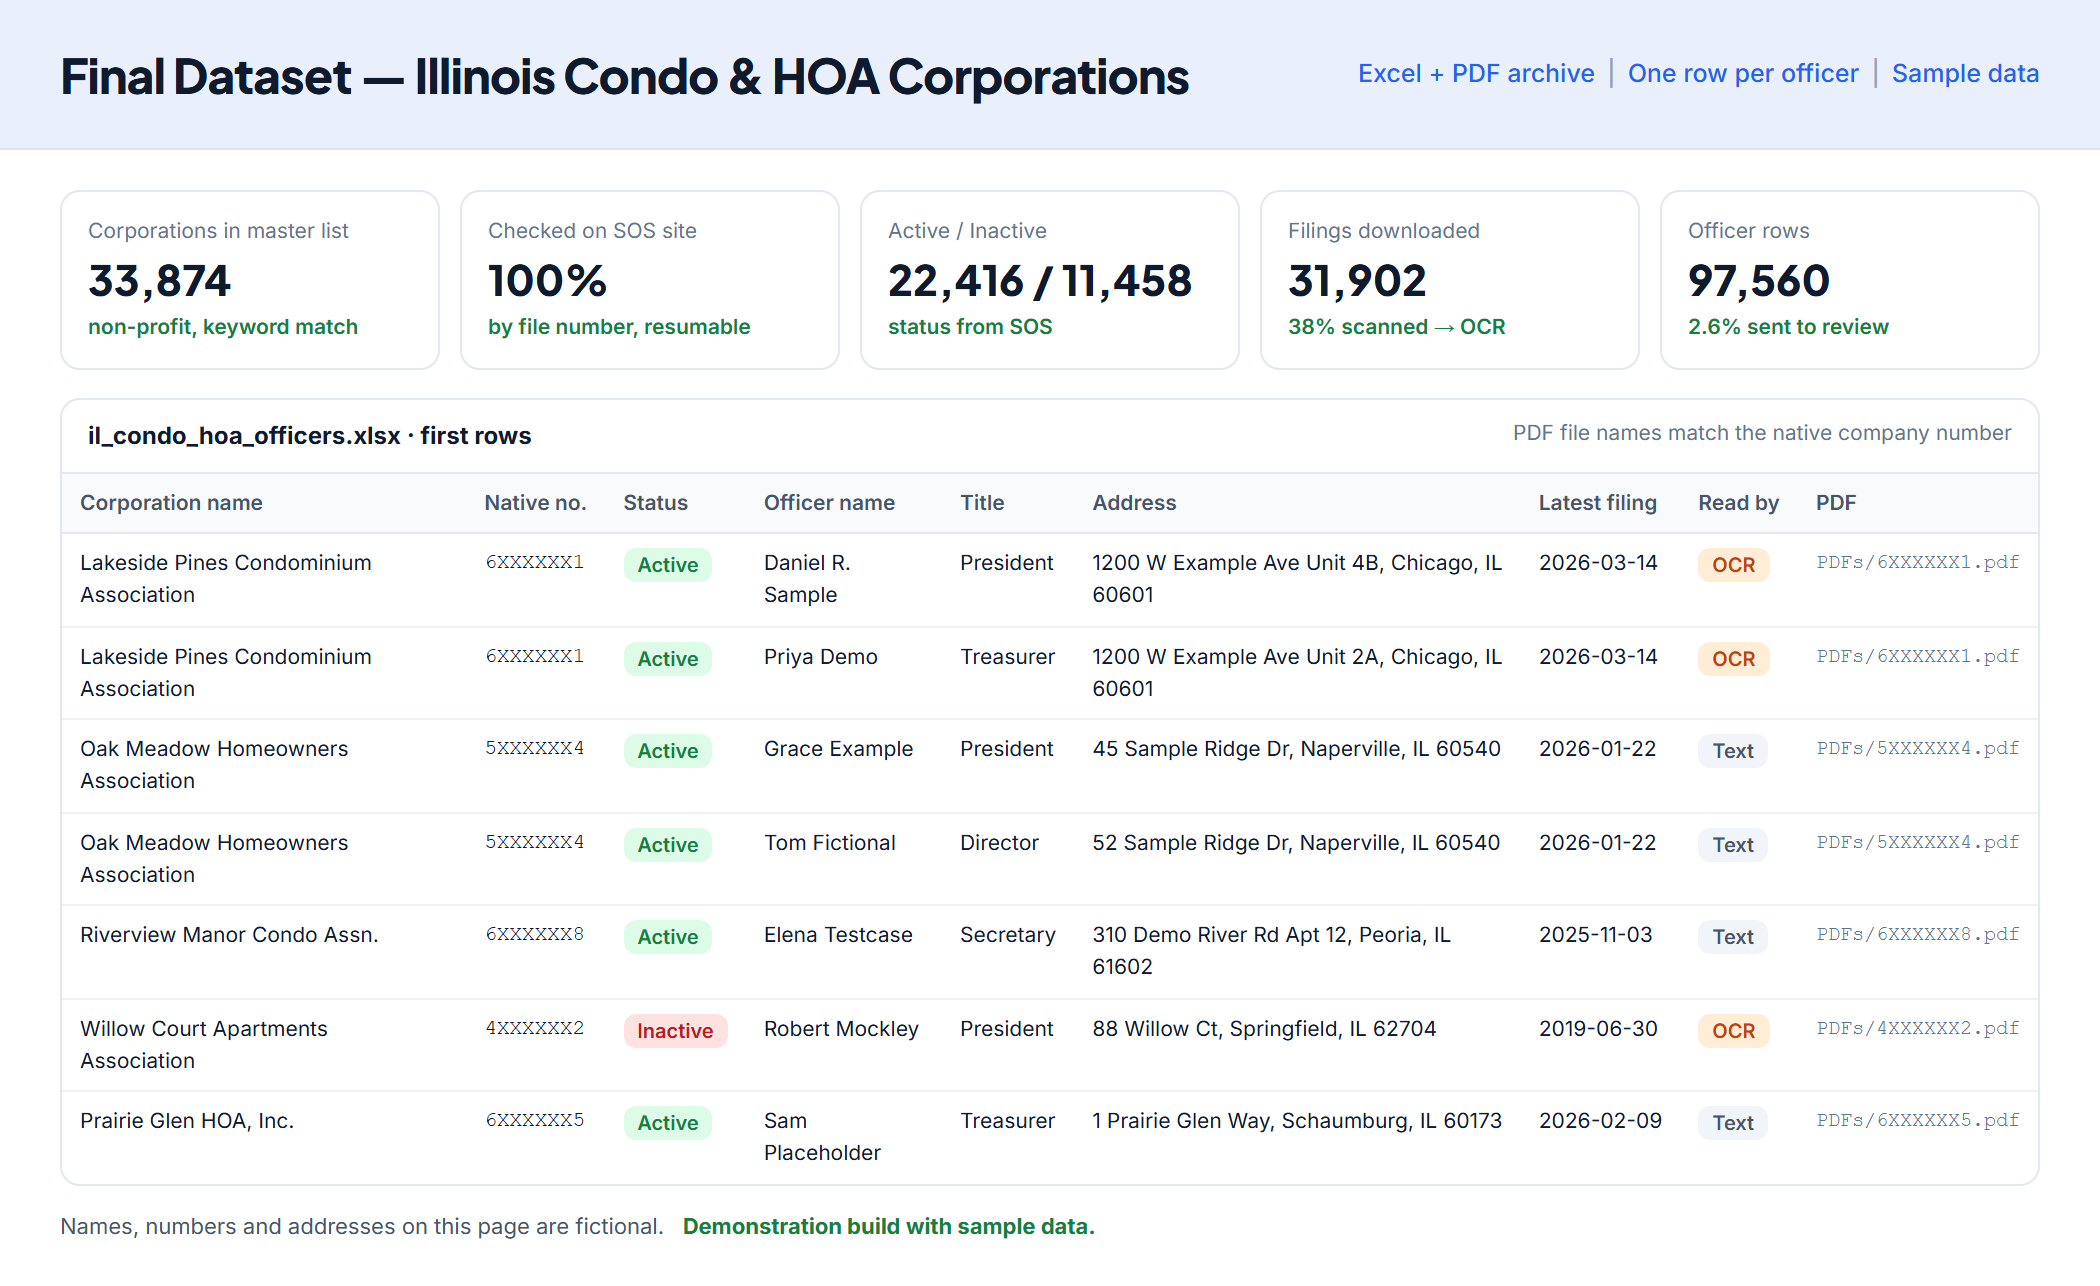 Final Dataset — Illinois Condo & HOA Corporations
Excel + PDF archive | One row per officer | Sample data
Corporations in master list
33,874
non-profit, keyword match
Checked on SOS site
100%
by file number, resumable
Active / Inactive
22,416 / 11,458
status from SOS
Filings downloaded
31,902
38% scanned → OCR
Officer rows
97,560
2.6% sent to review
il_condo_hoa_officers.xlsx · first rows
PDF file names match the native company number
Corporation name Native no. Status Officer name Title Address Latest filing Read by PDF
Lakeside Pines Condominium 6XXXXXX1 Active Daniel R. President 1200 W Example Ave Unit 4B, Chicago, IL 2026-03-14 OCR PDFs/6XXXXXX1.pdf
Association Sample 60601
Lakeside Pines Condominium 6XXXXXX1 Active Priya Demo Treasurer 1200 W Example Ave Unit 2A, Chicago, IL 2026-03-14 OCR PDFs/6XXXXXX1.pdf
Association 60601
Oak Meadow Homeowners 5XXXXXX4 Active Grace Example President 45 Sample Ridge Dr, Naperville, IL 60540 2026-01-22 Text PDFs/5XXXXXX4.pdf
Association
Oak Meadow Homeowners 5XXXXXX4 Active Tom Fictional Director 52 Sample Ridge Dr, Naperville, IL 60540 2026-01-22 Text PDFs/5XXXXXX4.pdf
Association
Riverview Manor Condo Assn. 6XXXXXX8 Active Elena Testcase Secretary 310 Demo River Rd Apt 12, Peoria, IL 2025-11-03 Text PDFs/6XXXXXX8.pdf
61602
Willow Court Apartments 4XXXXXX2 Inactive Robert Mockley President 88 Willow Ct, Springfield, IL 62704 2019-06-30 OCR PDFs/4XXXXXX2.pdf
Association
Prairie Glen HOA, Inc. 6XXXXXX5 Active Sam Treasurer 1 Prairie Glen Way, Schaumburg, IL 60173 2026-02-09 Text PDFs/6XXXXXX5.pdf
Placeholder
Names, numbers and addresses on this page are fictional. Demonstration build with sample data.